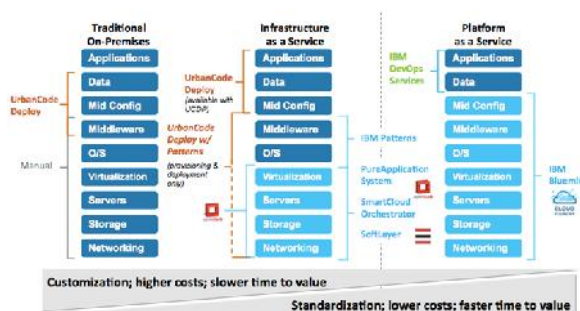 Traditional
On-Premises
Applications
Data
Mid Config
Middleware
O/S
Virtualization
Servers
Storage
Networking
UrbanCode
Deploy
Manual
Infrastructure
as a Service
Applications
Data
Mid Config
Middleware
O/S
Virtualization
Servers
Storage
Networking
UrbanCode
Deploy
(available with
UCDP)
UrbanCode
Deploy w/
Patterns
(provisioning &
deployment
only)
IBM Patterns
PureApplication
System
SmartCloud
Orchestrator
SoftLayer
Platform
as a Service
Applications
Data
Mid Config
Middleware
O/S
Virtualization
Servers
Storage
Networking
IBM
DevOps
Services
IBM
Bluemix
CLOUD
Customization; higher costs; slower time to value
Standardization; lower costs; faster time to value